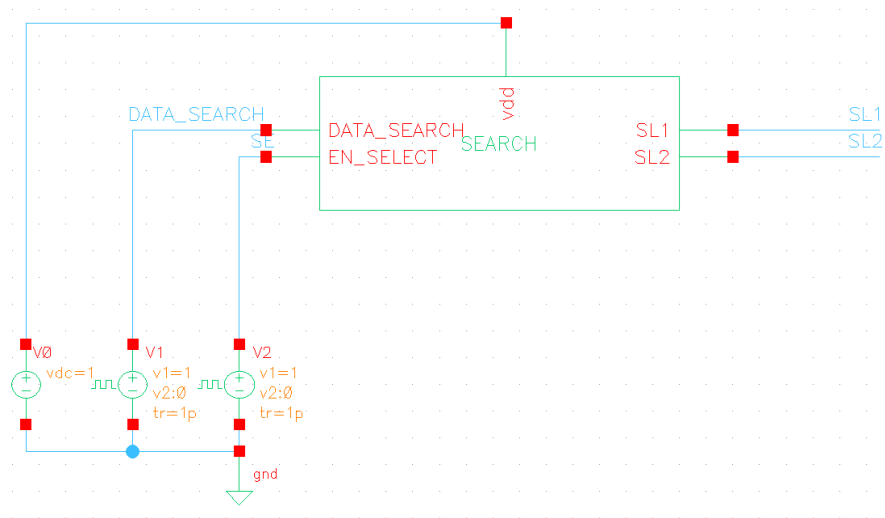 vdd
DATA_SEARCH
SE
DATA_SEARCH
EN_SELECT
SEARCH
SL1
SL2
SL1
SL2
V0
vdc=1
V1
v1=1
v2:0
tr=1p
V2
v1=1
v2:0
tr=1p
gnd